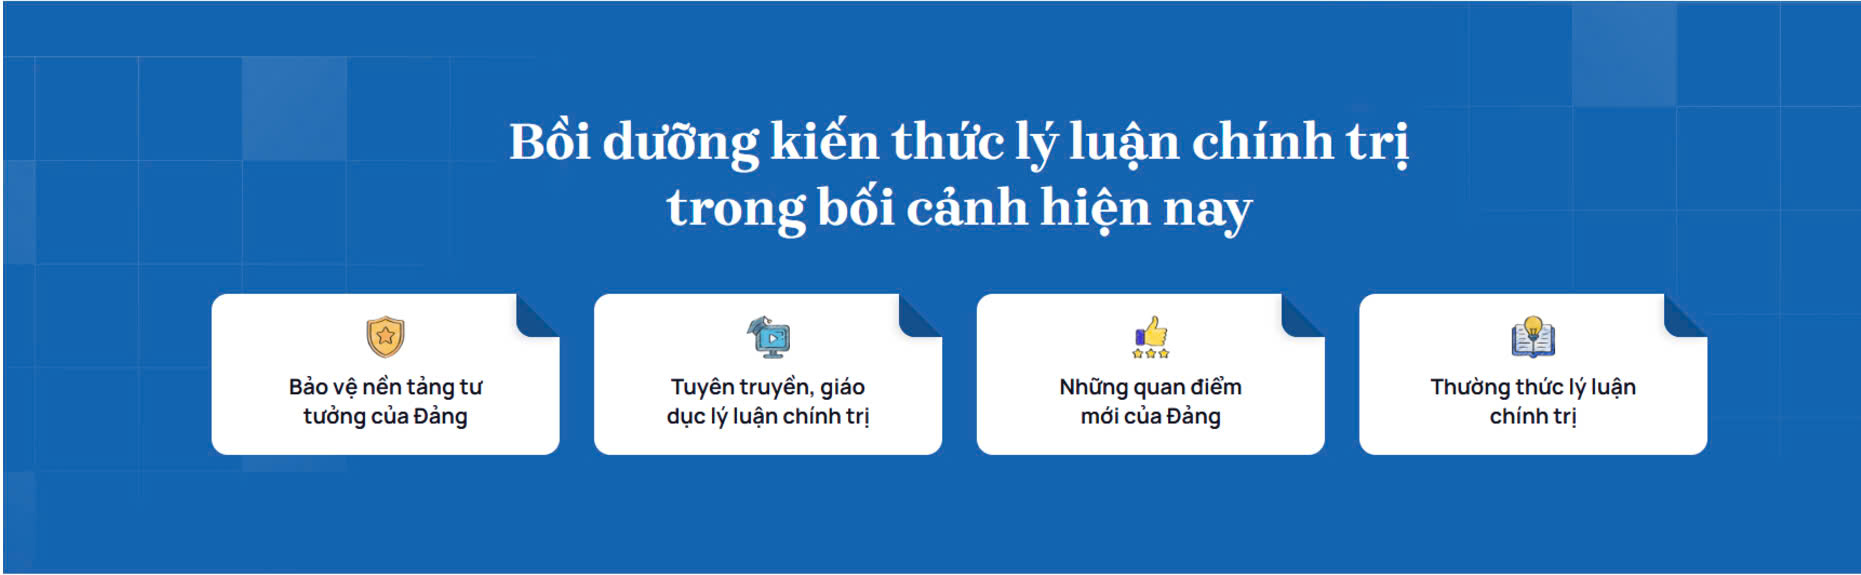 Bồi dưỡng kiến thức lý luận chính trị
trong bối cảnh hiện nay
Bảo vệ nền tảng tư
tưởng của Đảng
Tuyên truyền, giáo
dục lý luận chính trị
Những quan điểm
mới của Đảng
Thường thức lý luận
chính trị